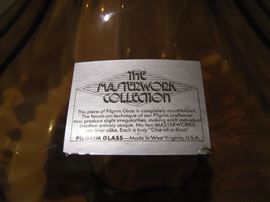 THE
MASTERWORK
COLLECTION
This piece of Pilgrim Glass is completely mouthblown.
The hands-on-technique of our Pilgrim craftsmen
may produce slight irregularities, making each individual
creation entirely unique. No two MASTERWORKS
are ever alike. Each is truly "One-of-a-Kind."
PILGRIM GLASS—Made in West Virginia, U.S.A.